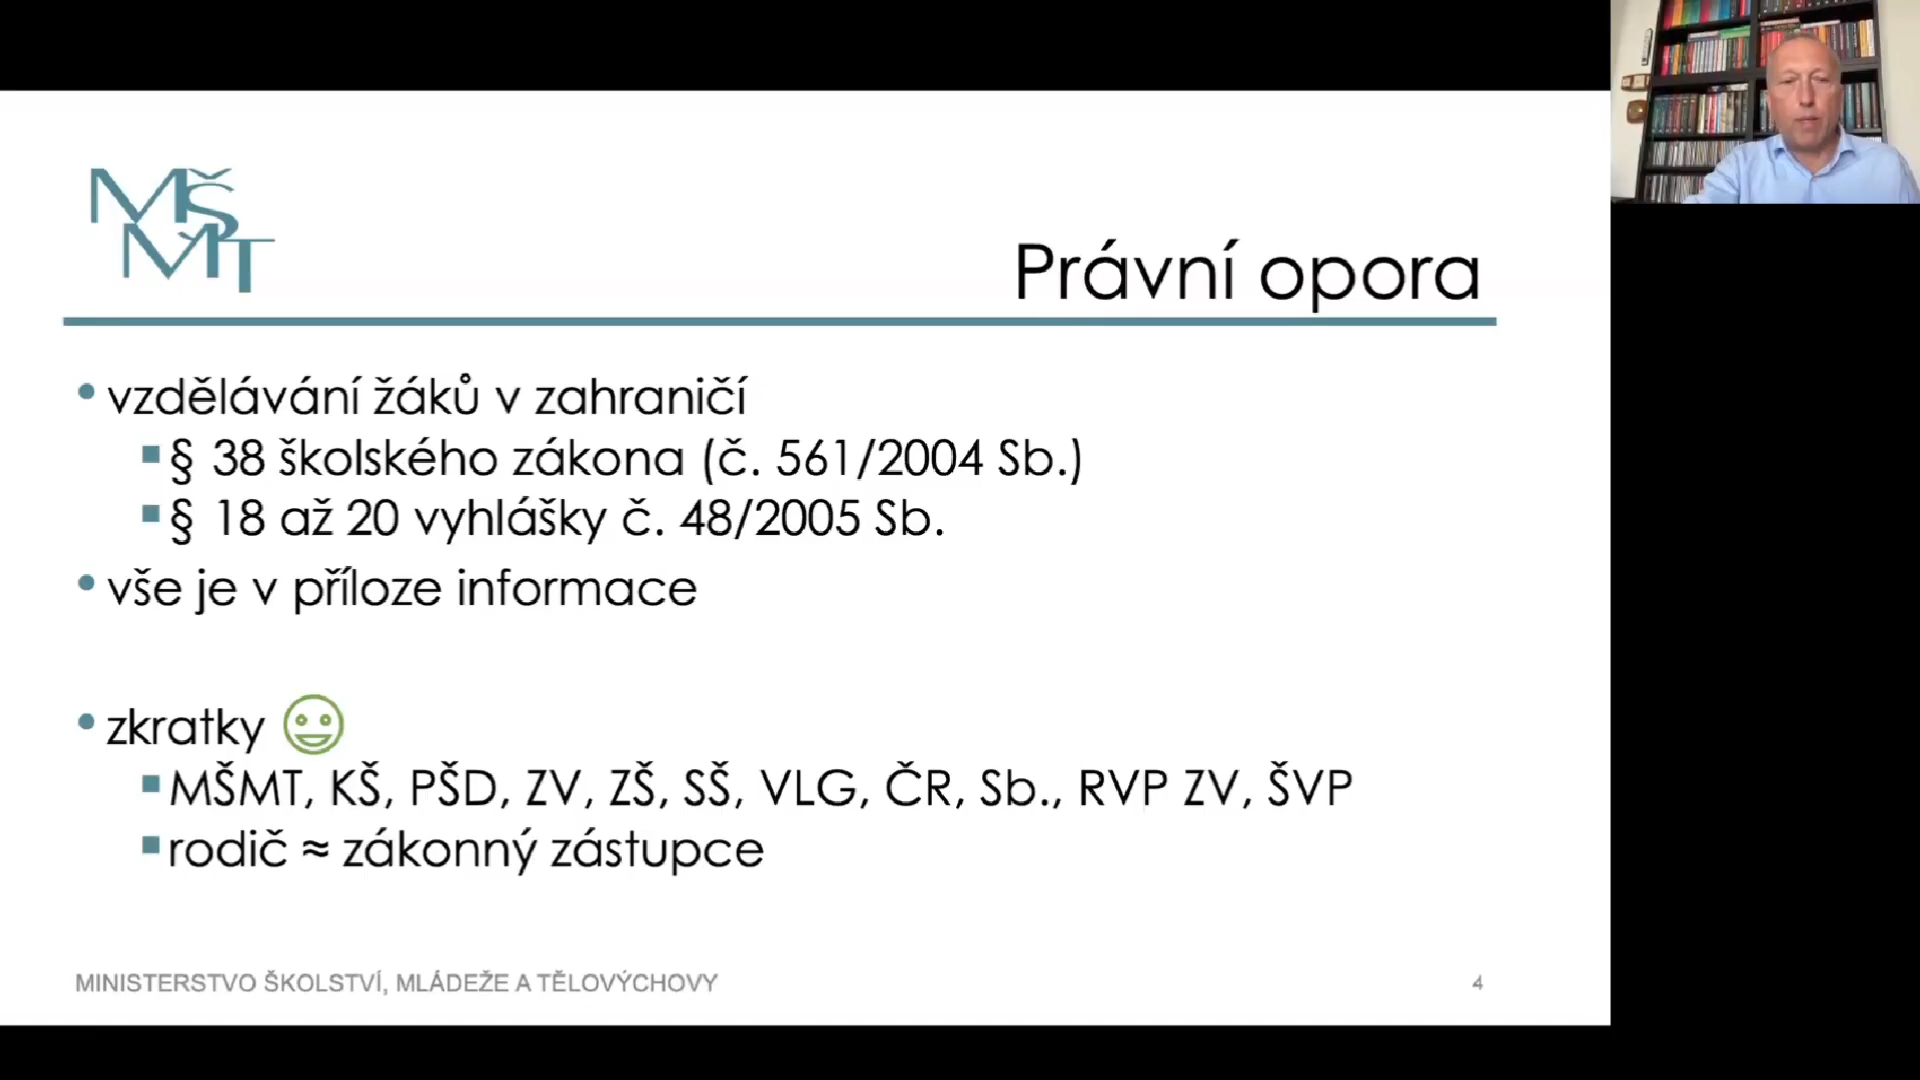 MŠ
MT
Právní opora
• vzdělávání žáků v zahraničí
▪ § 38 školského zákona (č. 561/2004 Sb.)
▪ § 18 až 20 vyhlášky č. 48/2005 Sb.
• vše je v příloze informace
• zkratky
▪ MŠMT, KŠ, PŠD, ZV, ZŠ, SŠ, VLG, ČR, Sb., RVP ZV, ŠVP
▪ rodič ≈ zákonný zástupce
MINISTERSTVO ŠKOLSTVÍ, MLÁDEŽE A TĚLOVÝCHOVY 4